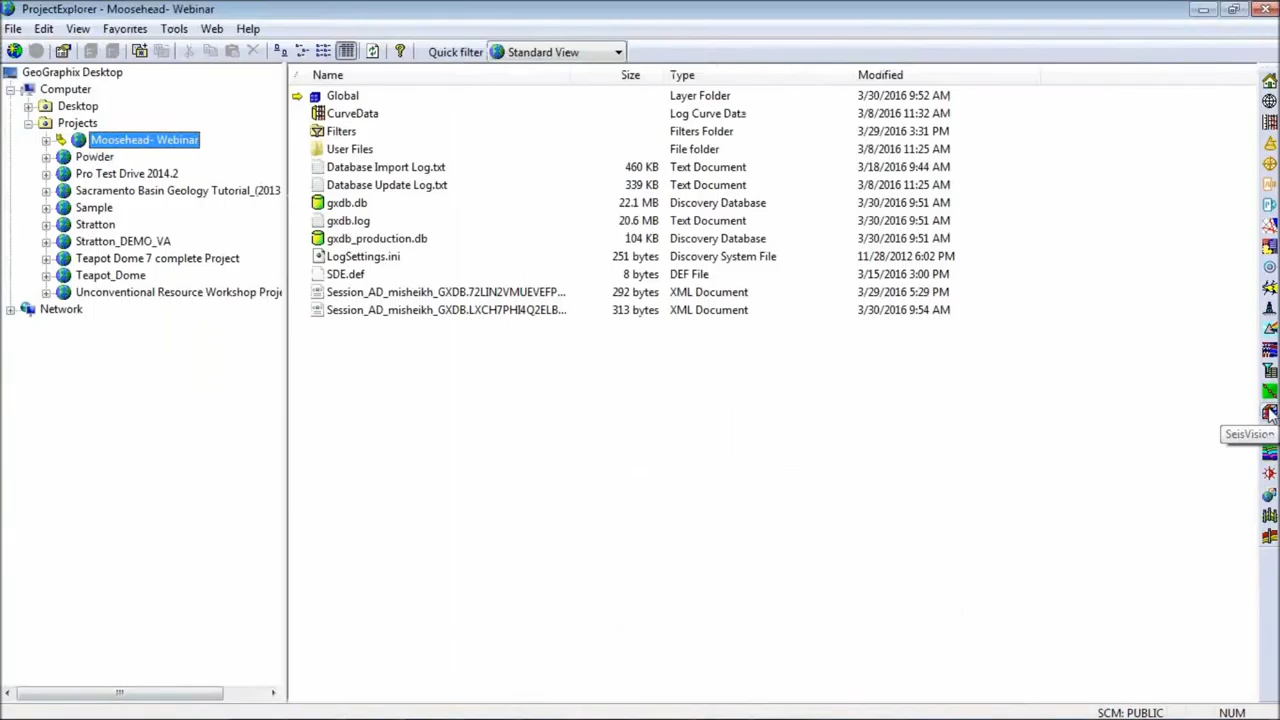 ProjectExplorer - Moosehead- Webinar
File Edit View Favorites Tools Web Help
Quick filter Standard View
GeoGraphix Desktop
Computer
Desktop
Projects
Moosehead- Webinar
Powder
Pro Test Drive 2014.2
Sacramento Basin Geology Tutorial_(2013
Sample
Stratton
Stratton_DEMO_VA
Teapot Dome 7 complete Project
Teapot_Dome
Unconventional Resource Workshop Proje
Network
Name Size Type Modified
Global Layer Folder 3/30/2016 9:52 AM
CurveData Log Curve Data 3/8/2016 11:32 AM
Filters Filters Folder 3/29/2016 3:31 PM
User Files File folder 3/8/2016 11:25 AM
Database Import Log.txt 460 KB Text Document 3/18/2016 9:44 AM
Database Update Log.txt 339 KB Text Document 3/8/2016 11:25 AM
gxdb.db 22.1 MB Discovery Database 3/30/2016 9:51 AM
gxdb.log 20.6 MB Text Document 3/30/2016 9:51 AM
gxdb_production.db 104 KB Discovery Database 3/30/2016 9:51 AM
LogSettings.ini 251 bytes Discovery System File 11/28/2012 6:02 PM
SDE.def 8 bytes DEF File 3/15/2016 3:00 PM
Session_AD_misheikh_GXDB.72LIN2VMUEVEFP... 292 bytes XML Document 3/29/2016 5:29 PM
Session_AD_misheikh_GXDB.LXCH7PHI4Q2ELB... 313 bytes XML Document 3/30/2016 9:54 AM
SeisVision
SCM: PUBLIC NUM